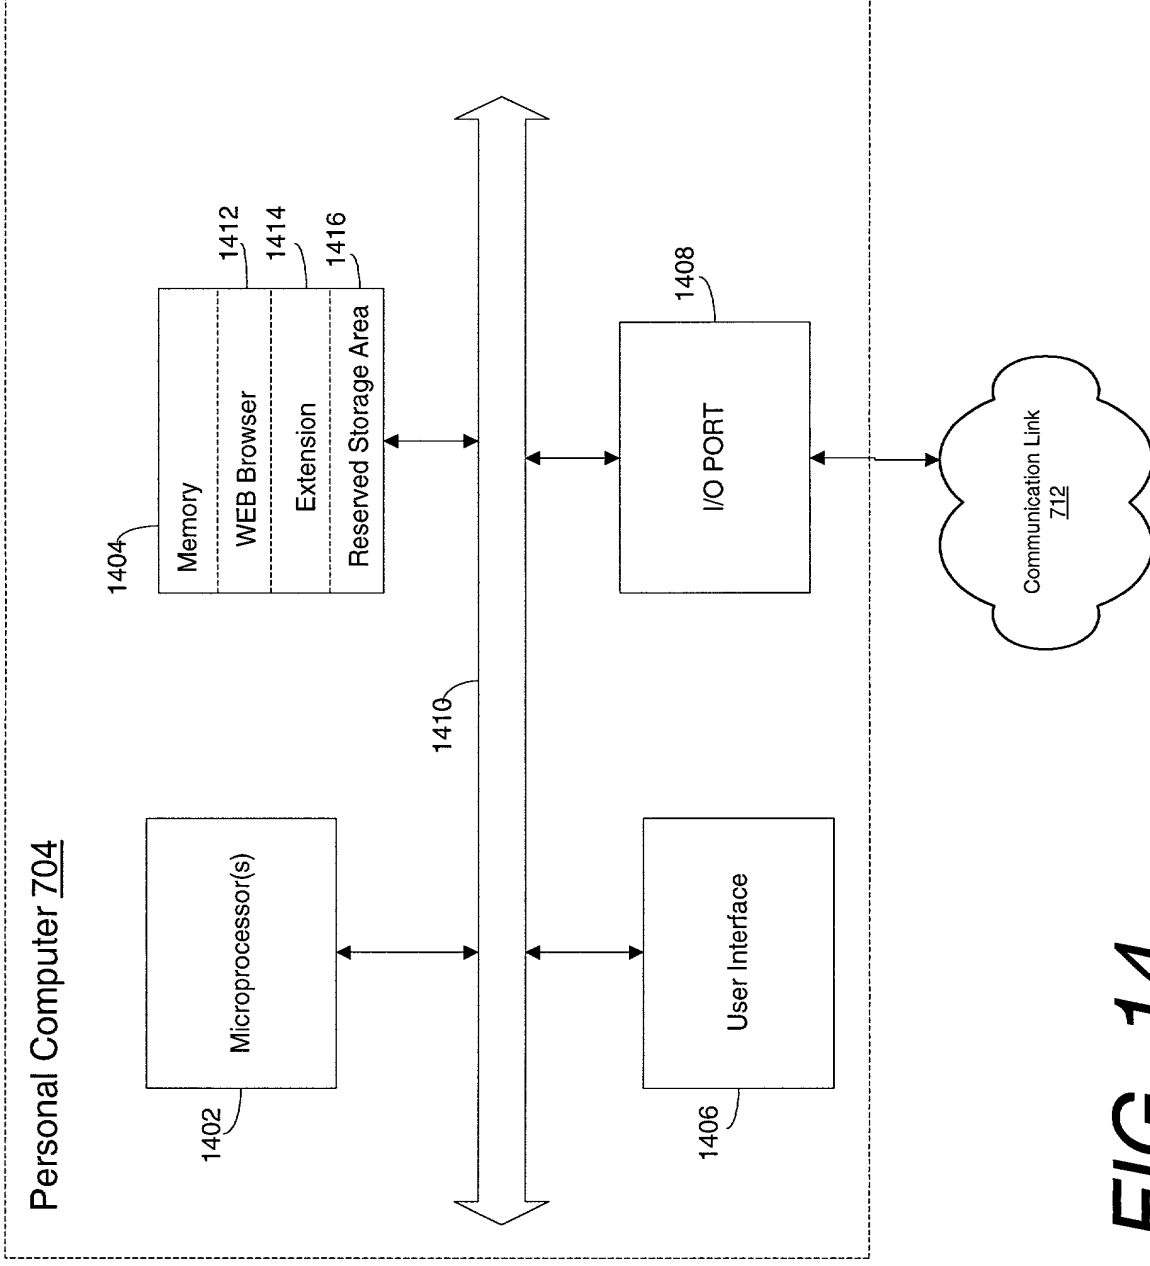 Personal Computer 704
1404
Memory
WEB Browser
Extension
Reserved Storage Area
1412
1414
1416
1402
Microprocessor(s)
1410
1406
User Interface
I/O PORT
1408
Communication Link
712
FIG. 14